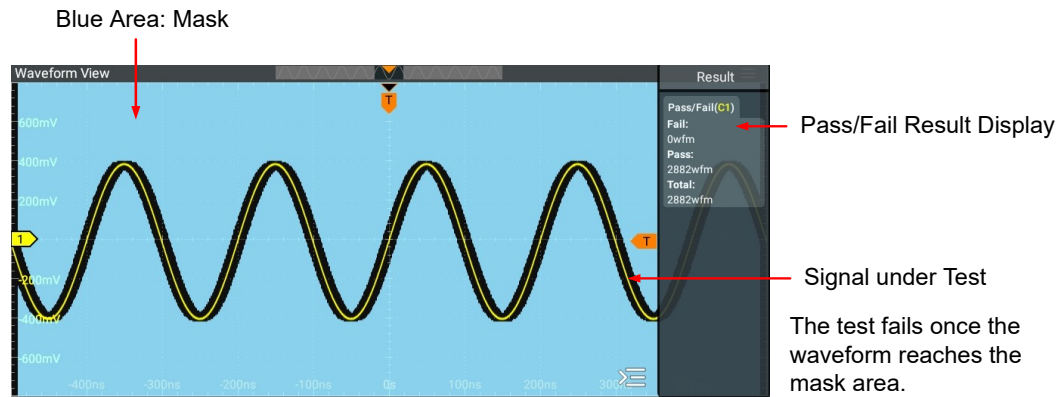 Blue Area: Mask
Waveform View
T
Result
Pass/Fail(C1)
Fail:
0wfm
Pass:
2882wfm
Total:
2882wfm
Pass/Fail Result Display
600mV
400mV
200mV
1
T
-200mV
-400mV
-600mV
-400ns
-300ns
-200ns
-100ns
0s
100ns
200ns
Signal under Test
The test fails once the
waveform reaches the
mask area.